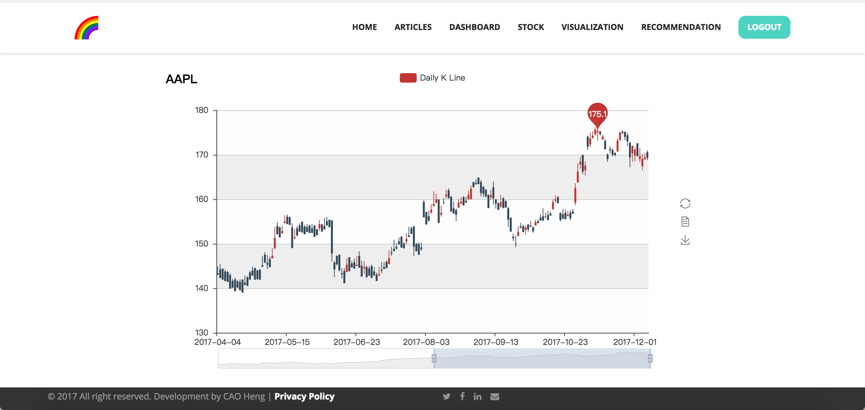 HOME ARTICLES DASHBOARD STOCK VISUALIZATION RECOMMENDATION LOGOUT
AAPL
Daily K Line
180
175.1
170
160
150
140
130
2017-04-04 2017-05-15 2017-06-23 2017-08-03 2017-09-13 2017-10-23 2017-12-01
© 2017 All right reserved. Development by CAO Heng | Privacy Policy